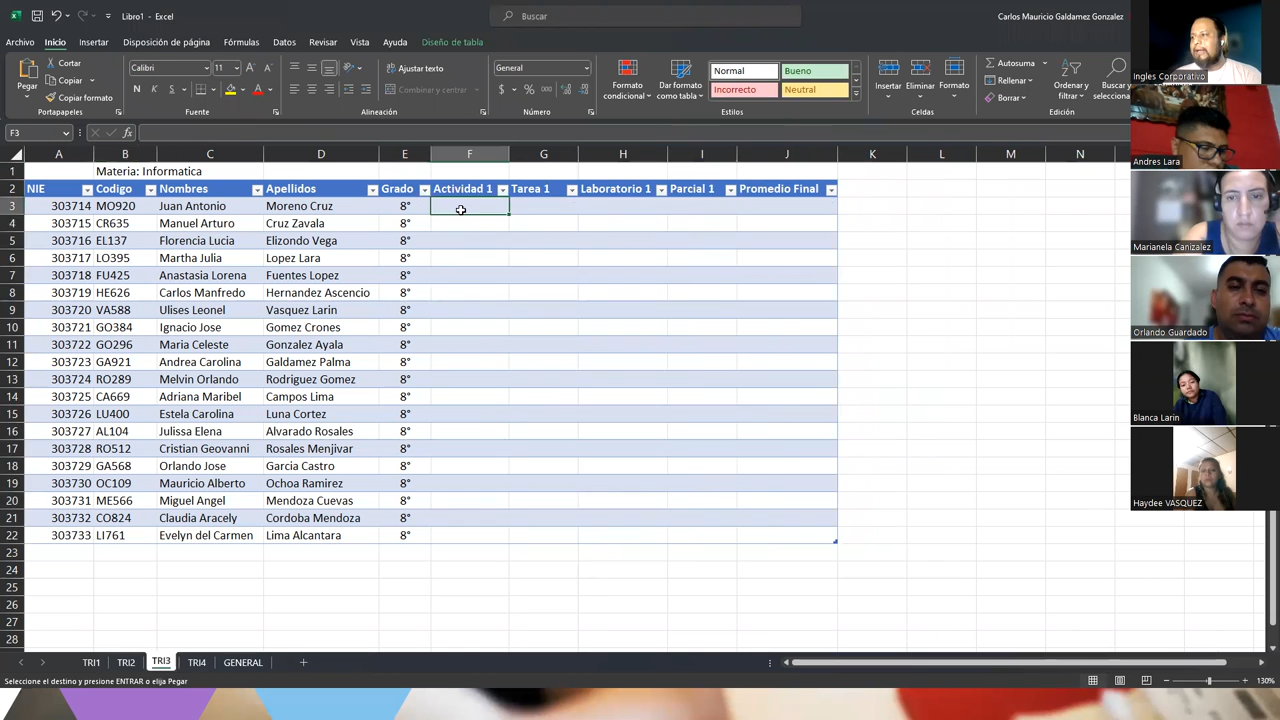 Libro1 - Excel
Buscar
Carlos Mauricio Galdamez Gonzalez
Archivo Inicio Insertar Disposición de página Fórmulas Datos Revisar Vista Ayuda Diseño de tabla
Pegar
Cortar
Copiar
Copiar formato
Portapapeles
Calibri 11
N K S
Fuente
Ajustar texto
Combinar y centrar
Alineación
General
$ % 000
Número
Formato condicional
Dar formato como tabla
Normal Bueno
Incorrecto Neutral
Estilos
Insertar Eliminar Formato
Celdas
Autosuma
Rellenar
Borrar
Ordenar y filtrar
Buscar y
selecciona
Edición
F3
fx
A B C D E F G H I J K L M N
1 Materia: Informatica
2 NIE Codigo Nombres Apellidos Grado Actividad 1 Tarea 1 Laboratorio 1 Parcial 1 Promedio Final
3 303714 MO920 Juan Antonio Moreno Cruz 8°
4 303715 CR635 Manuel Arturo Cruz Zavala 8°
5 303716 EL137 Florencia Lucia Elizondo Vega 8°
6 303717 LO395 Martha Julia Lopez Lara 8°
7 303718 FU425 Anastasia Lorena Fuentes Lopez 8°
8 303719 HE626 Carlos Manfredo Hernandez Ascencio 8°
9 303720 VA588 Ulises Leonel Vasquez Larin 8°
10 303721 GO384 Ignacio Jose Gomez Crones 8°
11 303722 GO296 Maria Celeste Gonzalez Ayala 8°
12 303723 GA921 Andrea Carolina Galdamez Palma 8°
13 303724 RO289 Melvin Orlando Rodriguez Gomez 8°
14 303725 CA669 Adriana Maribel Campos Lima 8°
15 303726 LU400 Estela Carolina Luna Cortez 8°
16 303727 AL104 Julissa Elena Alvarado Rosales 8°
17 303728 RO512 Cristian Geovanni Rosales Menjivar 8°
18 303729 GA568 Orlando Jose Garcia Castro 8°
19 303730 OC109 Mauricio Alberto Ochoa Ramirez 8°
20 303731 ME566 Miguel Angel Mendoza Cuevas 8°
21 303732 CO824 Claudia Aracely Cordoba Mendoza 8°
22 303733 LI761 Evelyn del Carmen Lima Alcantara 8°
23
24
25
26
27
28
TRI1 TRI2 TRI3 TRI4 GENERAL
Seleccione el destino y presione ENTRAR o elija Pegar
130%
Ingles Corporativo
Andres Lara
Marianela Canizalez
Orlando Guardado
Blanca Larin
Haydee VASQUEZ